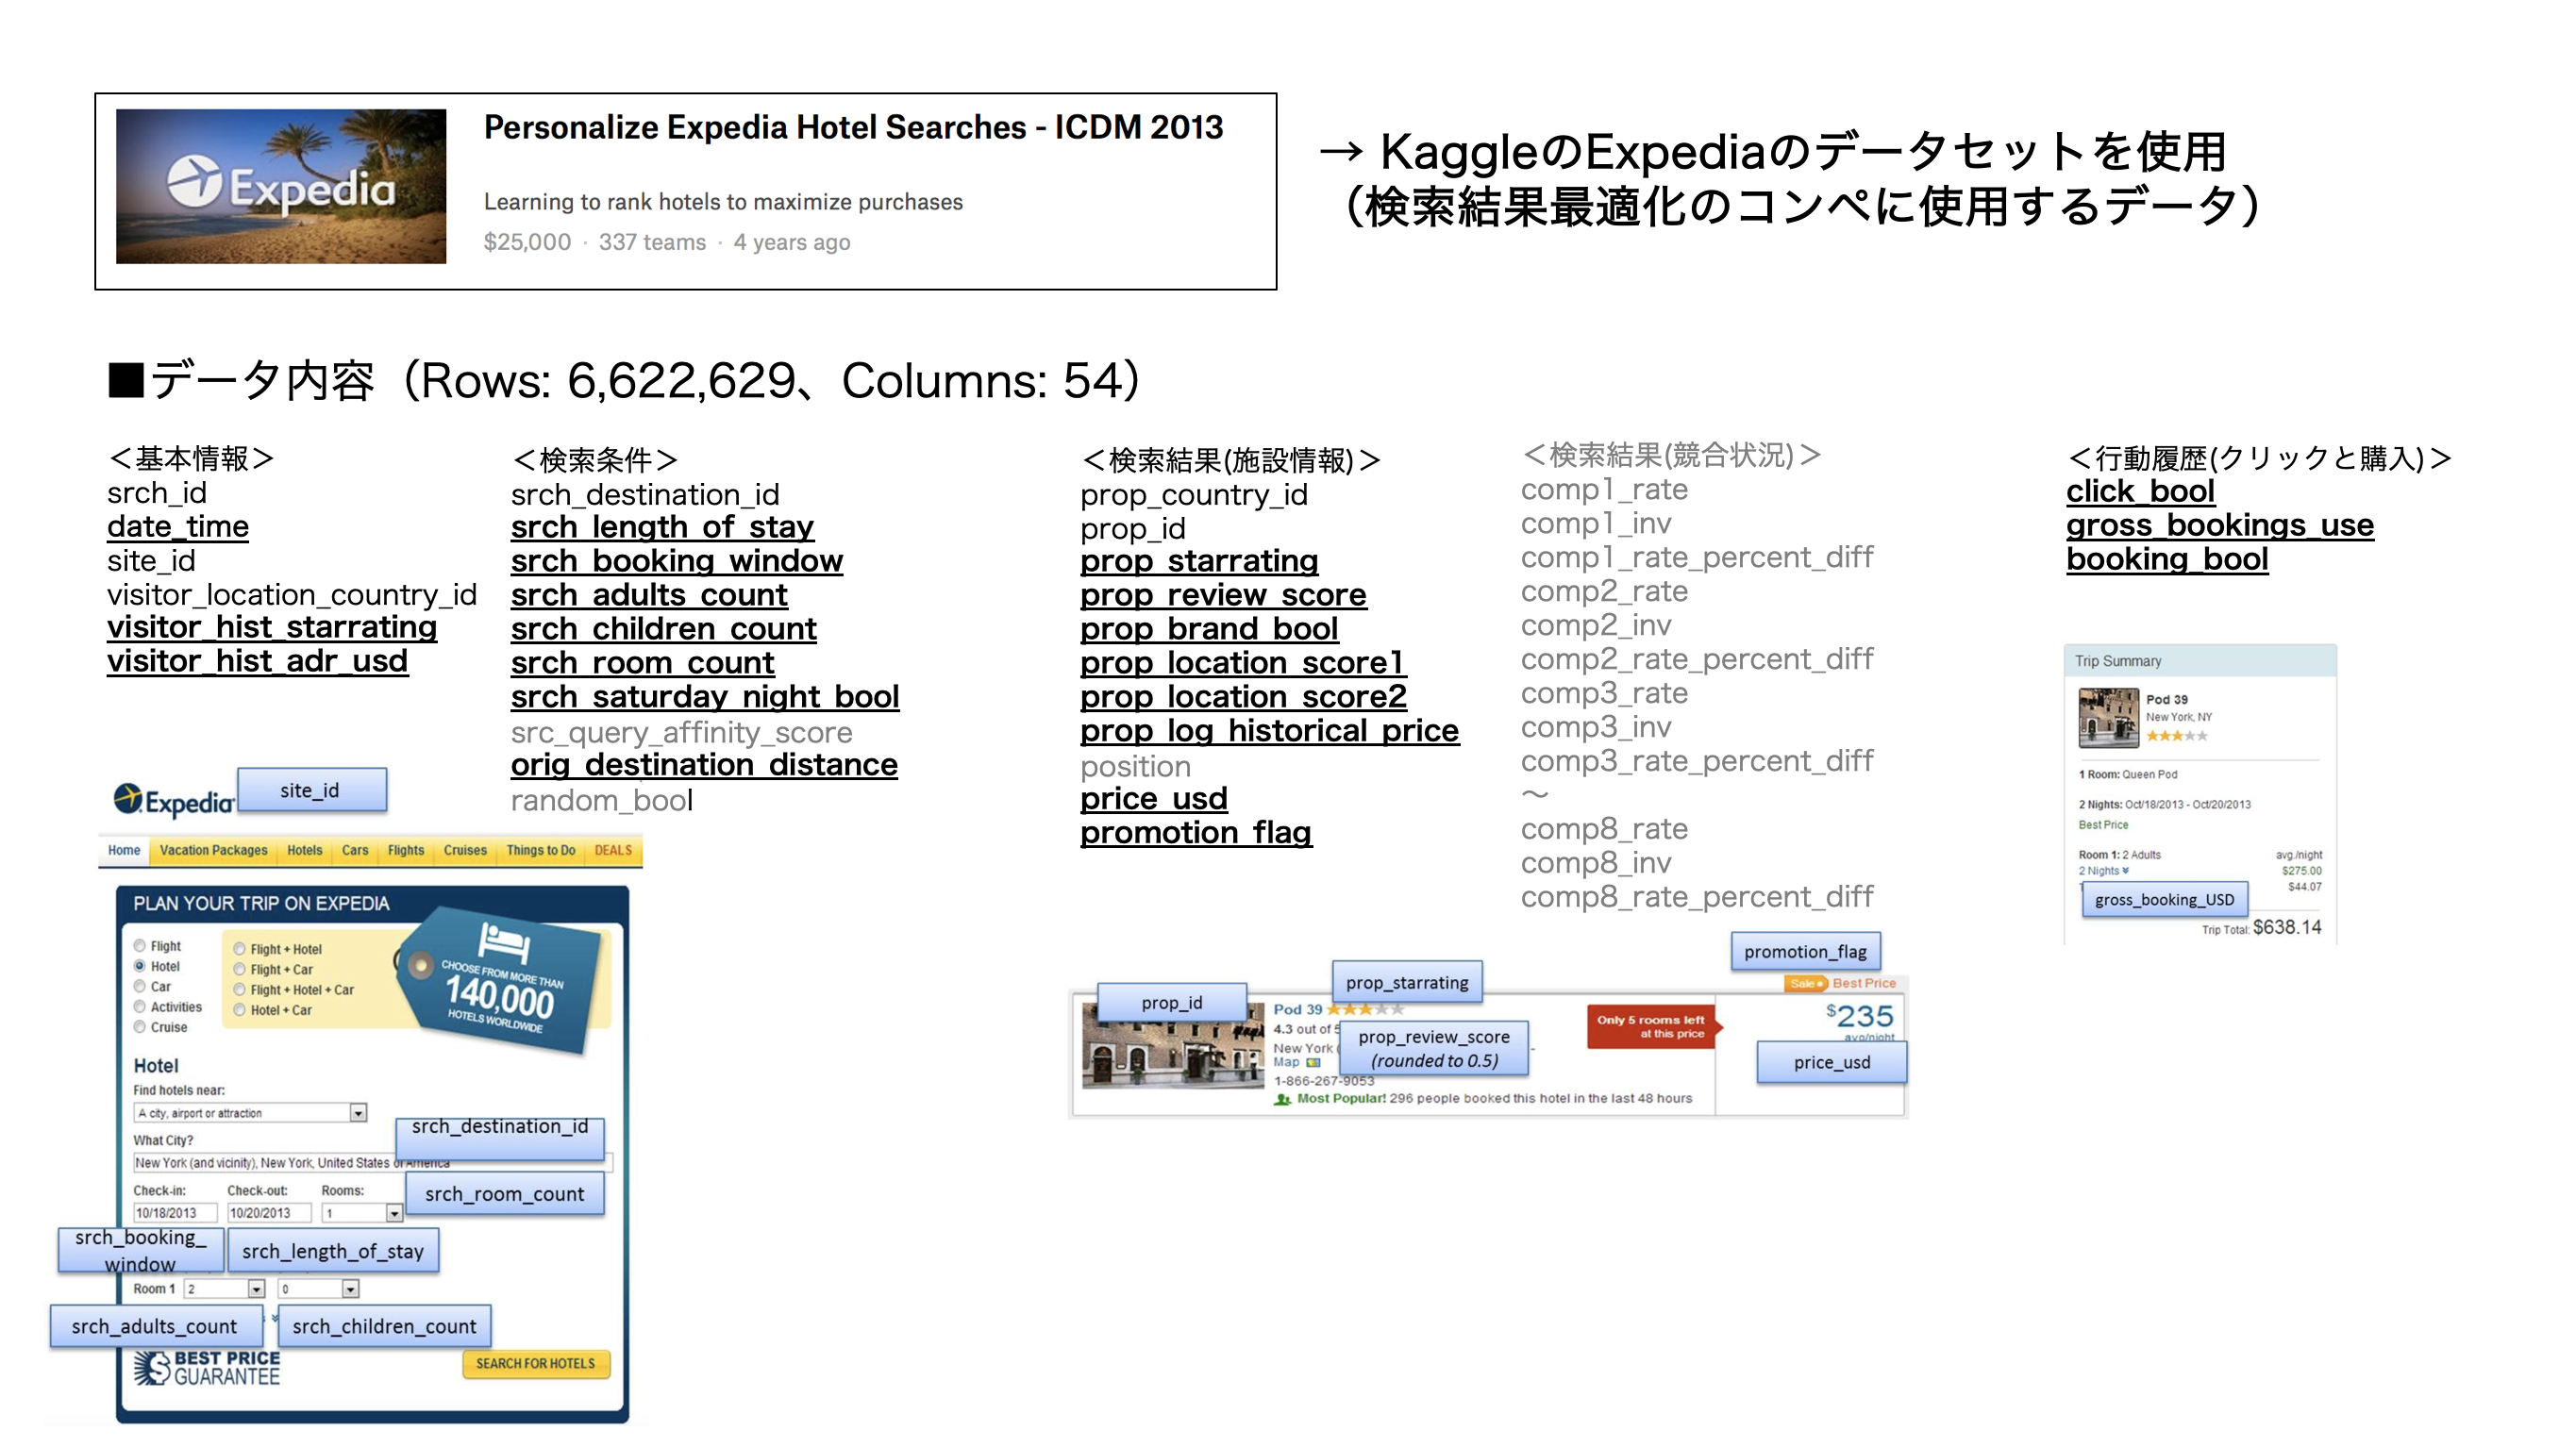 Expedia
Personalize Expedia Hotel Searches - ICDM 2013
Learning to rank hotels to maximize purchases
$25,000 · 337 teams · 4 years ago
→ KaggleのExpediaのデータセットを使用
（検索結果最適化のコンペに使用するデータ）
■データ内容（Rows: 6,622,629、Columns: 54）
＜基本情報＞
srch_id
date_time
site_id
visitor_location_country_id
visitor_hist_starrating
visitor_hist_adr_usd
＜検索条件＞
srch_destination_id
srch_length_of_stay
srch_booking_window
srch_adults_count
srch_children_count
srch_room_count
srch_saturday_night_bool
src_query_affinity_score
orig_destination_distance
random_bool
＜検索結果(施設情報)＞
prop_country_id
prop_id
prop_starrating
prop_review_score
prop_brand_bool
prop_location_score1
prop_location_score2
prop_log_historical_price
position
price_usd
promotion_flag
＜検索結果(競合状況)＞
comp1_rate
comp1_inv
comp1_rate_percent_diff
comp2_rate
comp2_inv
comp2_rate_percent_diff
comp3_rate
comp3_inv
comp3_rate_percent_diff
～
comp8_rate
comp8_inv
comp8_rate_percent_diff
＜行動履歴(クリックと購入)＞
click_bool
gross_bookings_use
booking_bool
Expedia
site_id
Home Vacation Packages Hotels Cars Flights Cruises Things to Do DEALS
PLAN YOUR TRIP ON EXPEDIA
Flight
Hotel
Car
Activities
Cruise
Flight + Hotel
Flight + Car
Flight + Hotel + Car
Hotel + Car
CHOOSE FROM MORE THAN
140,000
HOTELS WORLDWIDE
Hotel
Find hotels near:
A city, airport or attraction
srch_destination_id
What City?
New York (and vicinity), New York, United States of America
Check-in: Check-out: Rooms:
10/18/2013 10/20/2013 1
srch_room_count
srch_booking_
window
srch_length_of_stay
Room 1 2 0
srch_adults_count
srch_children_count
BEST PRICE
GUARANTEE
SEARCH FOR HOTELS
promotion_flag
Sale Best Price
prop_id
prop_starrating
Pod 39
4.3 out of 5
New York (
Map
1-866-267-9053
Most Popular! 296 people booked this hotel in the last 48 hours
prop_review_score
(rounded to 0.5)
Only 5 rooms left
at this price
$235
avg/night
price_usd
Trip Summary
Pod 39
New York, NY
1 Room: Queen Pod
2 Nights: Oct/18/2013 - Oct/20/2013
Best Price
Room 1: 2 Adults avg./night
2 Nights $275.00
$44.07
gross_booking_USD
Trip Total: $638.14